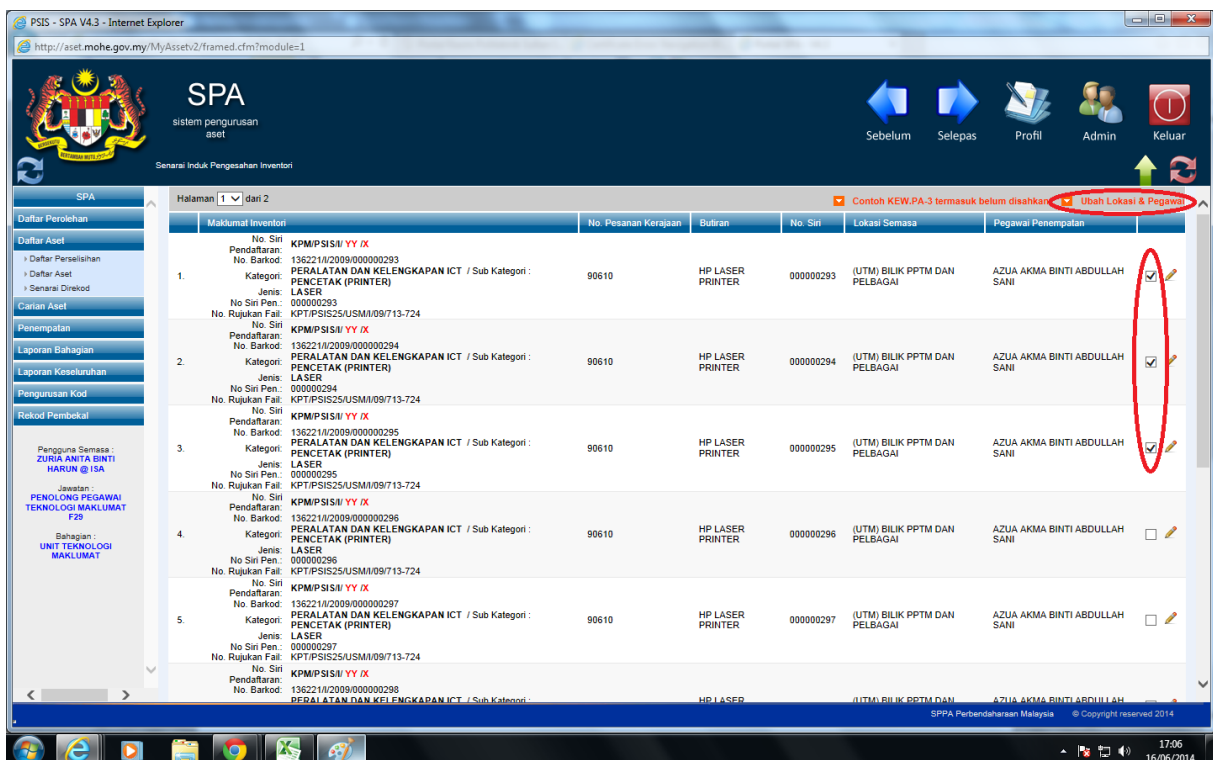 PSIS - SPA V4.3 - Internet Explorer
http://aset.mohe.gov.my/MyAssetv2/framed.cfm?module=1
SPA
sistem pengurusan
aset
Senarai Induk Pengesahan Inventori
Sebelum Selepas Profil Admin Keluar
SPA
Daftar Perolehan
Daftar Aset
Daftar Perselisihan
Daftar Aset
Senarai Direkod
Carian Aset
Penempatan
Laporan Bahagian
Laporan Keseluruhan
Pengurusan Kod
Rekod Pembekal
Pengguna Semasa :
ZURIA ANITA BINTI
HARUN @ ISA
Jawatan :
PENOLONG PEGAWAI
TEKNOLOGI MAKLUMAT
F29
Bahagian :
UNIT TEKNOLOGI
MAKLUMAT
Halaman 1 dari 2
Contoh KEW.PA-3 termasuk belum disahkan Ubah Lokasi & Pegawai
Maklumat Inventori No. Pesanan Kerajaan Butiran No. Siri Lokasi Semasa Pegawai Penempatan
No. Siri
Pendaftaran: KPM/PSIS/I/ YY /X
No. Barkod: 136221/I/2009/000000293
1. Kategori: PERALATAN DAN KELENGKAPAN ICT / Sub Kategori :
PENCETAK (PRINTER)
90610 HP LASER
PRINTER
000000293 (UTM) BILIK PPTM DAN
PELBAGAI
AZUA AKMA BINTI ABDULLAH
SANI
Jenis: LASER
No Siri Pen.: 000000293
No. Rujukan Fail: KPT/PSIS25/USM/I/09/713-724
No. Siri
Pendaftaran: KPM/PSIS/I/ YY /X
No. Barkod: 136221/I/2009/000000294
2. Kategori: PERALATAN DAN KELENGKAPAN ICT / Sub Kategori :
PENCETAK (PRINTER)
90610 HP LASER
PRINTER
000000294 (UTM) BILIK PPTM DAN
PELBAGAI
AZUA AKMA BINTI ABDULLAH
SANI
Jenis: LASER
No Siri Pen.: 000000294
No. Rujukan Fail: KPT/PSIS25/USM/I/09/713-724
No. Siri
Pendaftaran: KPM/PSIS/I/ YY /X
No. Barkod: 136221/I/2009/000000295
3. Kategori: PERALATAN DAN KELENGKAPAN ICT / Sub Kategori :
PENCETAK (PRINTER)
90610 HP LASER
PRINTER
000000295 (UTM) BILIK PPTM DAN
PELBAGAI
AZUA AKMA BINTI ABDULLAH
SANI
Jenis: LASER
No Siri Pen.: 000000295
No. Rujukan Fail: KPT/PSIS25/USM/I/09/713-724
No. Siri
Pendaftaran: KPM/PSIS/I/ YY /X
No. Barkod: 136221/I/2009/000000296
4. Kategori: PERALATAN DAN KELENGKAPAN ICT / Sub Kategori :
PENCETAK (PRINTER)
90610 HP LASER
PRINTER
000000296 (UTM) BILIK PPTM DAN
PELBAGAI
AZUA AKMA BINTI ABDULLAH
SANI
Jenis: LASER
No Siri Pen.: 000000296
No. Rujukan Fail: KPT/PSIS25/USM/I/09/713-724
No. Siri
Pendaftaran: KPM/PSIS/I/ YY /X
No. Barkod: 136221/I/2009/000000297
5. Kategori: PERALATAN DAN KELENGKAPAN ICT / Sub Kategori :
PENCETAK (PRINTER)
90610 HP LASER
PRINTER
000000297 (UTM) BILIK PPTM DAN
PELBAGAI
AZUA AKMA BINTI ABDULLAH
SANI
Jenis: LASER
No Siri Pen.: 000000297
No. Rujukan Fail: KPT/PSIS25/USM/I/09/713-724
No. Siri
Pendaftaran: KPM/PSIS/I/ YY /X
No. Barkod: 136221/I/2009/000000298
PERALATAN DAN KELENGKAPAN ICT / Sub Kategori : HP LASER (UTM) BILIK PPTM DAN AZUA AKMA BINTI ABDULLAH
SPPA Perbendaharaan Malaysia © Copyright reserved 2014
17:06
16/06/2014